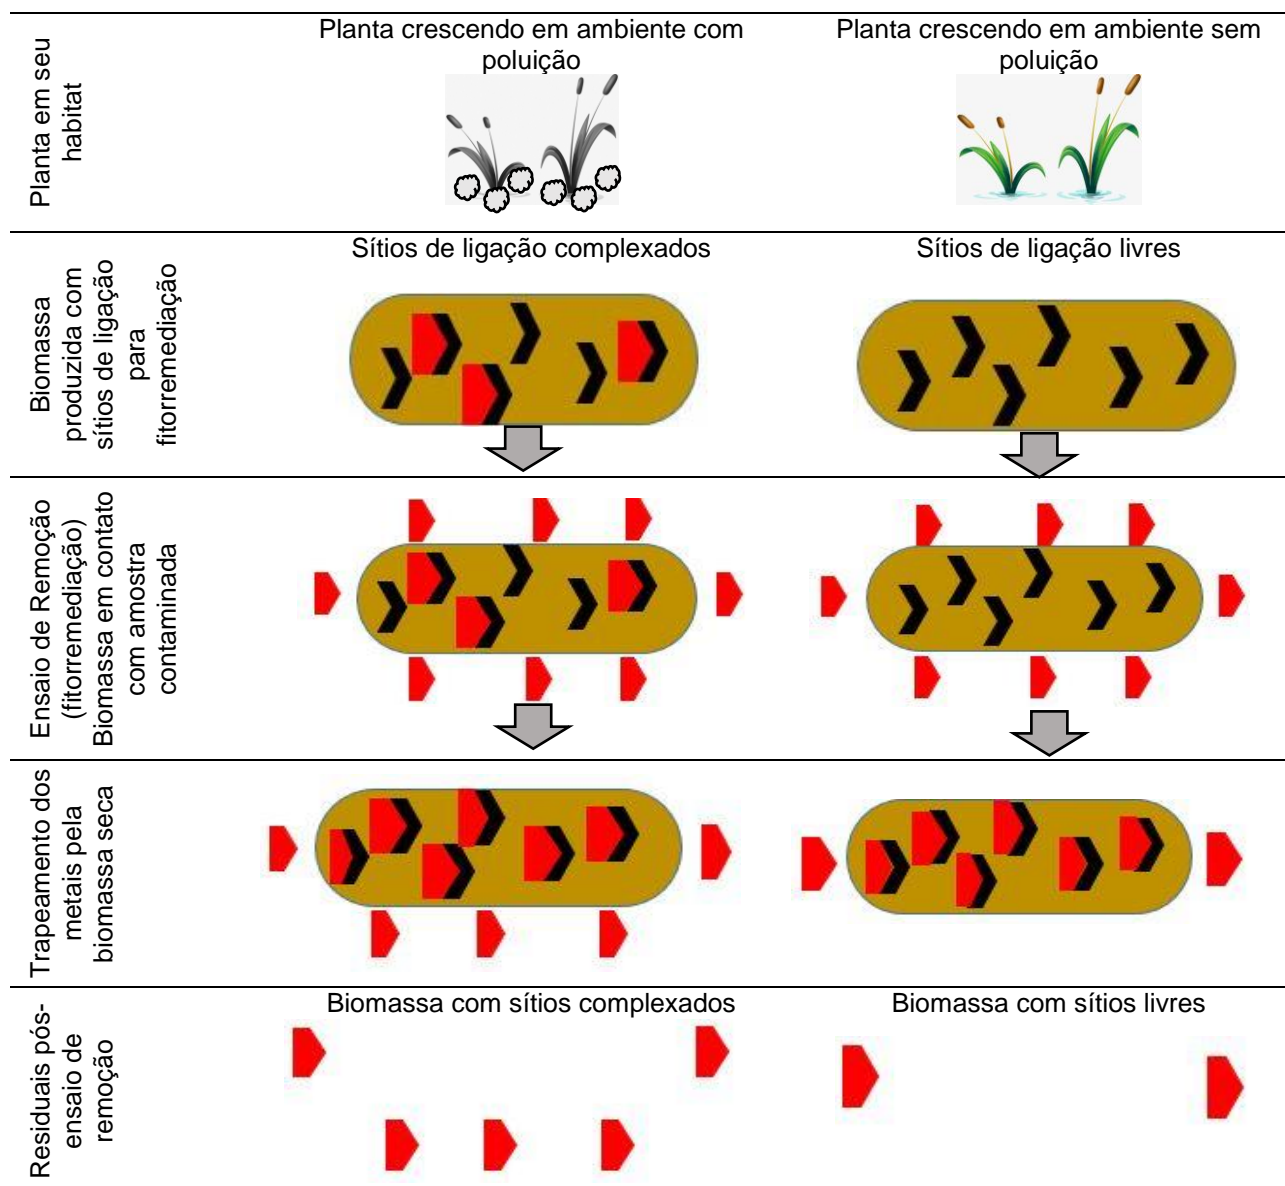 Planta em seu
habitat
Planta crescendo em ambiente com
poluição
Planta crescendo em ambiente sem
poluição
Biomassa
produzida com
sítios de ligação
para
fitorremediação
Sítios de ligação complexados
Sítios de ligação livres
Ensaio de Remoção
(fitorremediação)
Biomassa em contato
com amostra
contaminada
Trapeamento dos
metais pela
biomassa seca
Residuais pós-
ensaio de
remoção
Biomassa com sítios complexados
Biomassa com sítios livres